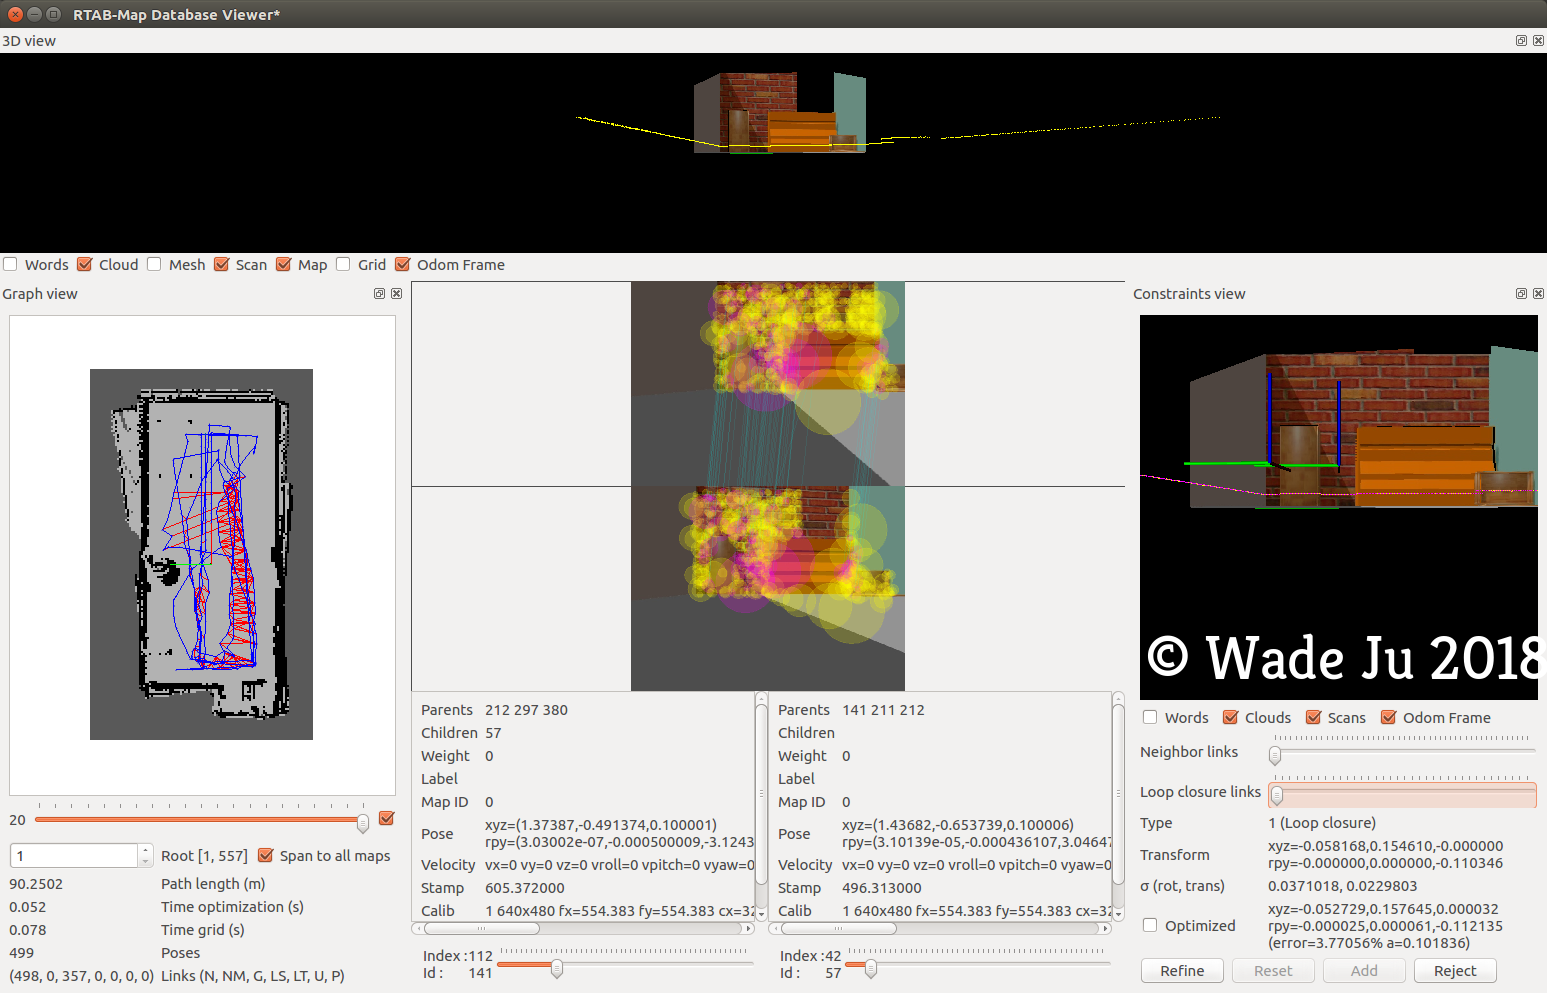 RTAB-Map Database Viewer*
3D view
Words Cloud Mesh Scan Map Grid Odom Frame
Graph view
20
1 Root [1, 557] Span to all maps
90.2502 Path length (m)
0.052 Time optimization (s)
0.078 Time grid (s)
499 Poses
(498, 0, 357, 0, 0, 0, 0) Links (N, NM, G, LS, LT, U, P)
Parents 212 297 380
Children 57
Weight 0
Label
Map ID 0
Pose xyz=(1.37387,-0.491374,0.100001)
rpy=(3.03002e-07,-0.000500009,-3.1243
Velocity vx=0 vy=0 vz=0 vroll=0 vpitch=0 vyaw=0
Stamp 605.372000
Calib 1 640x480 fx=554.383 fy=554.383 cx=32
Index :112
Id : 141
Parents 141 211 212
Children
Weight 0
Label
Map ID 0
Pose xyz=(1.43682,-0.653739,0.100006)
rpy=(3.10139e-05,-0.000436107,3.04647
Velocity vx=0 vy=0 vz=0 vroll=0 vpitch=0 vyaw=0
Stamp 496.313000
Calib 1 640x480 fx=554.383 fy=554.383 cx=32
Index :42
Id : 57
Constraints view
© Wade Ju 2018
Words Clouds Scans Odom Frame
Neighbor links
Loop closure links
Type 1 (Loop closure)
Transform xyz=-0.058168,0.154610,-0.000000
rpy=-0.000000,0.000000,-0.110346
σ (rot, trans) 0.0371018, 0.0229803
Optimized xyz=-0.052729,0.157645,0.000032
rpy=-0.000025,0.000061,-0.112135
(error=3.77056% a=0.101836)
Refine Reset Add Reject